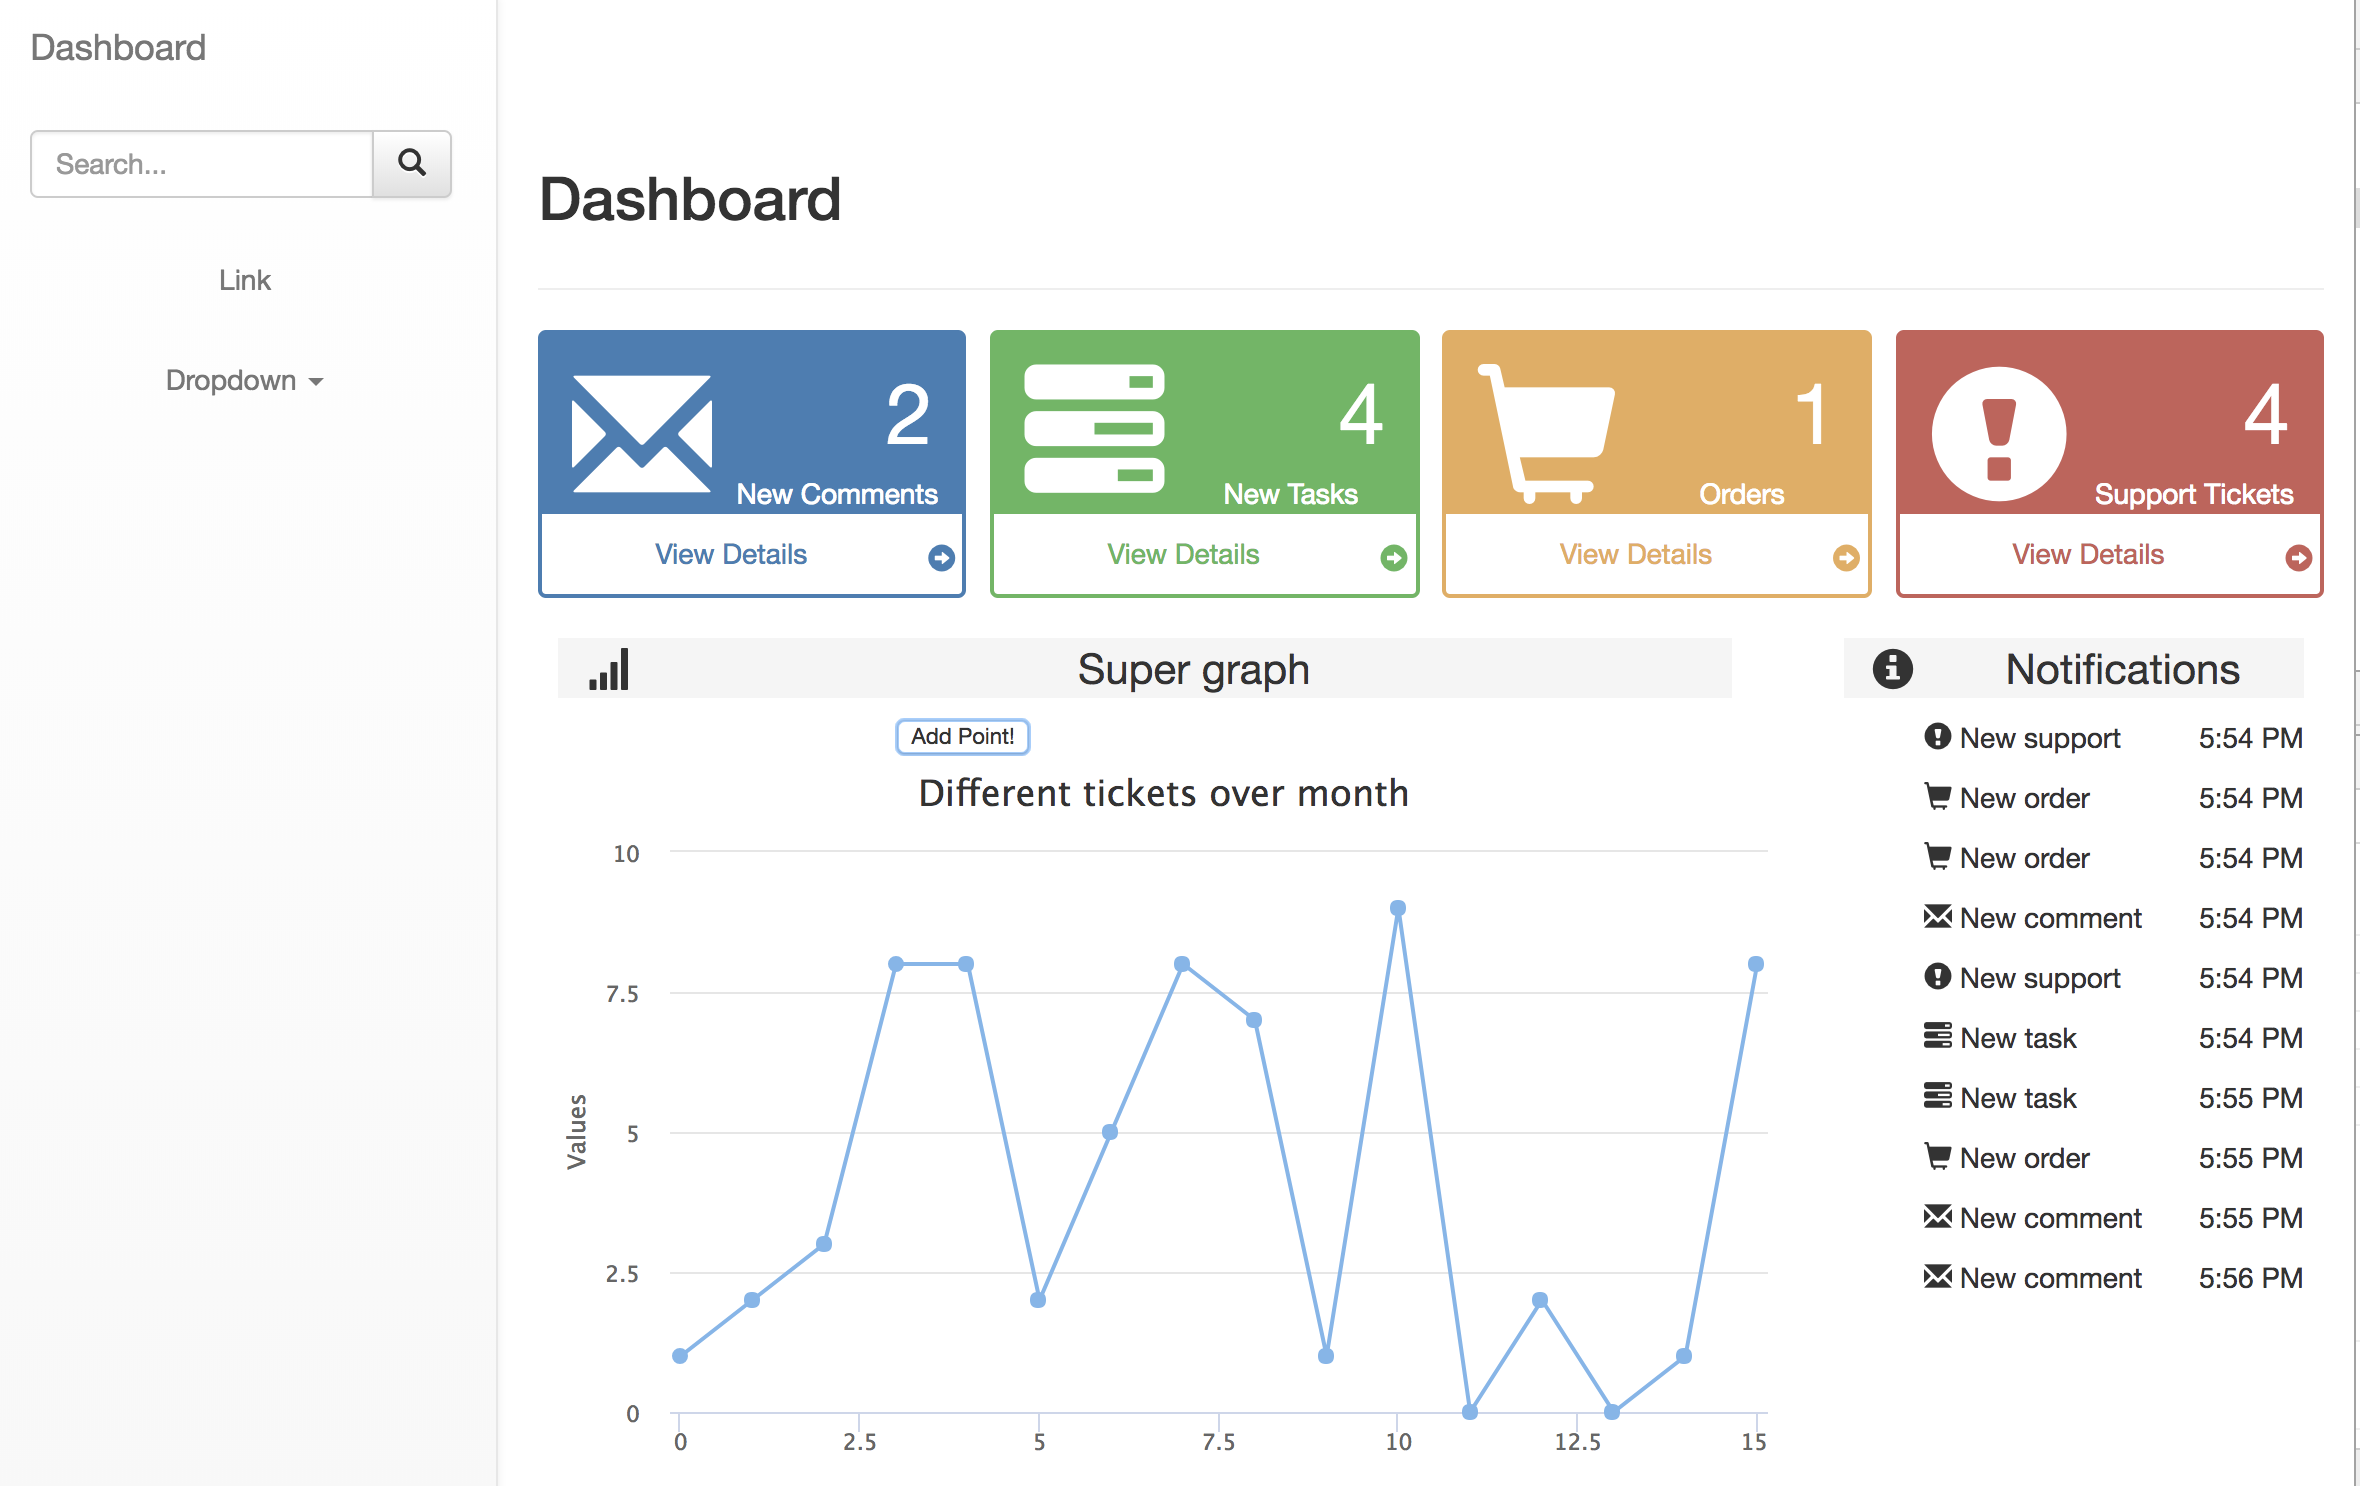 Dashboard
Search...
Link
Dropdown
Dashboard
2
New Comments
View Details
4
New Tasks
View Details
1
Orders
View Details
4
Support Tickets
View Details
Super graph
Add Point!
Different tickets over month
Values
10
7.5
5
2.5
0
0 2.5 5 7.5 10 12.5 15
Notifications
New support 5:54 PM
New order 5:54 PM
New order 5:54 PM
New comment 5:54 PM
New support 5:54 PM
New task 5:54 PM
New task 5:55 PM
New order 5:55 PM
New comment 5:55 PM
New comment 5:56 PM